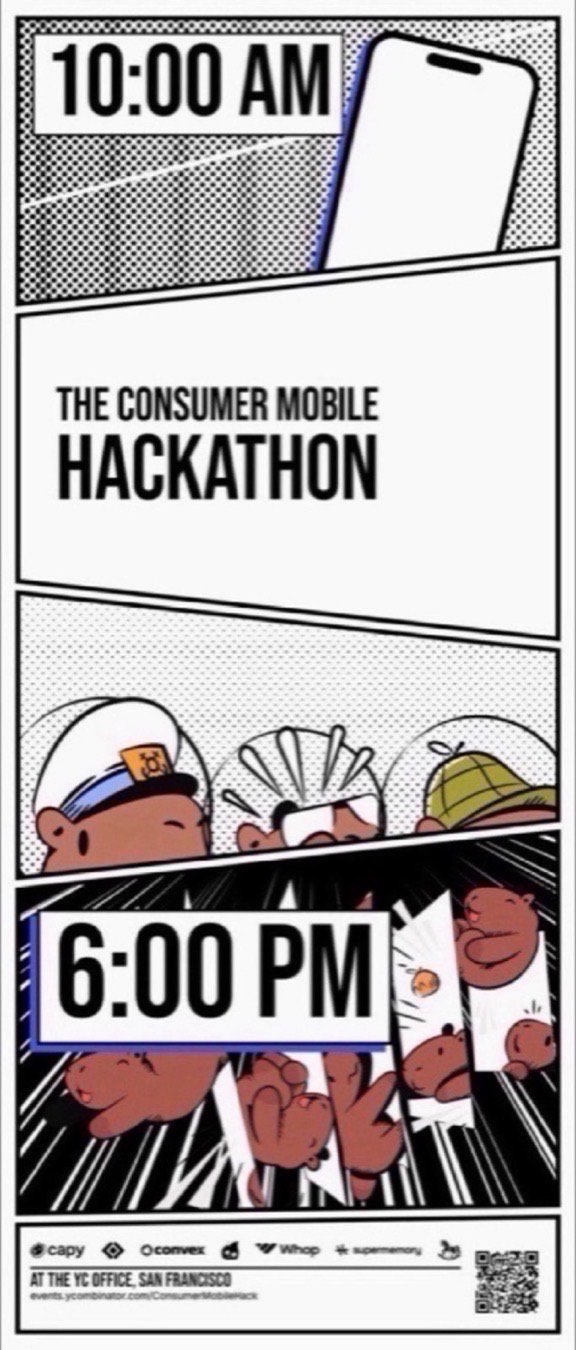 10:00 AM
THE CONSUMER MOBILE
HACKATHON
6:00 PM
capy convex Whop supermemory
AT THE YC OFFICE, SAN FRANCISCO
events.ycombinator.com/ConsumerMobileHack